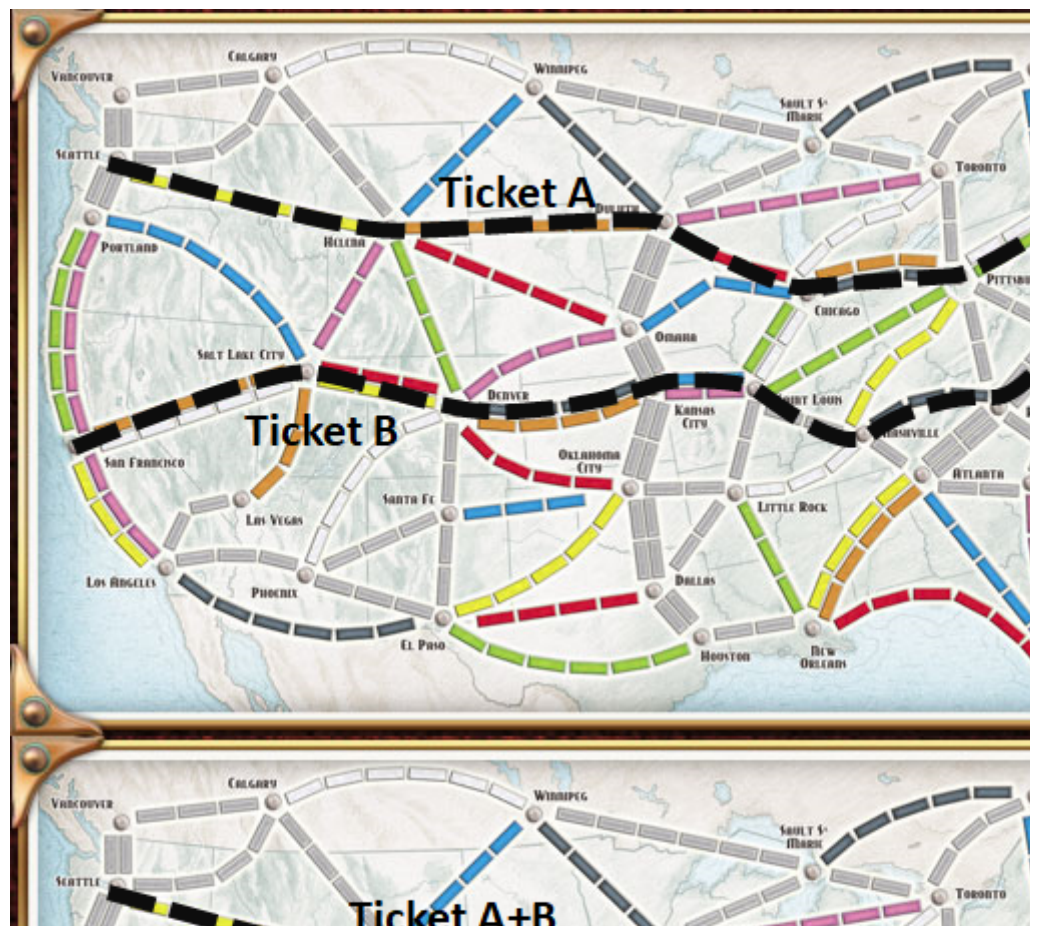 CALGARY
VANCOUVER
WINNIPEG
SAULT ST.
MARIE
SEATTLE
TORONTO
Ticket A
DULUTH
PORTLAND
HELENA
CHICAGO
OMAHA
SALT LAKE CITY
DENVER
SAINT LOUIS
KANSAS
CITY
Ticket B
NASHVILLE
SAN FRANCISCO
OKLAHOMA
CITY
ATLANTA
SANTA FE
LAS VEGAS
LITTLE ROCK
LOS ANGELES
PHOENIX
DALLAS
EL PASO
HOUSTON
NEW
ORLEANS
CALGARY
VANCOUVER
WINNIPEG
SAULT ST.
MARIE
SEATTLE
TORONTO
Ticket A+B